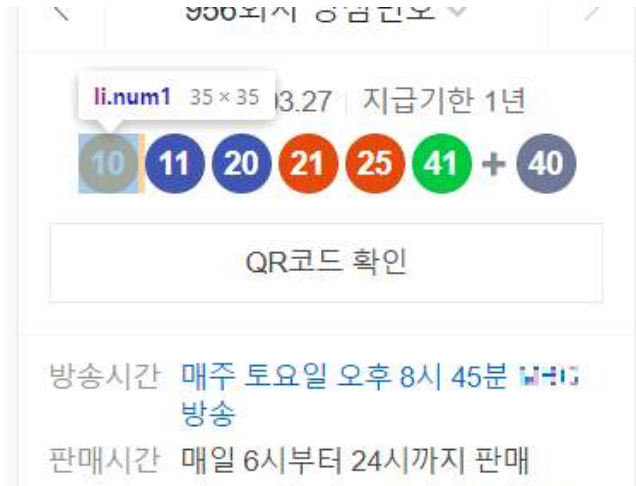 956회차 당첨번호
li.num1 35 × 35 03.27 지급기한 1년
10 11 20 21 25 41 + 40
QR코드 확인
방송시간 매주 토요일 오후 8시 45분
방송
판매시간 매일 6시부터 24시까지 판매